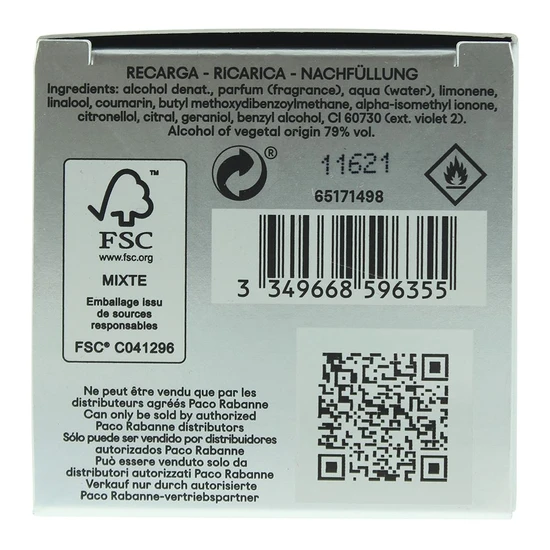 RECARGA - RICARICA - NACHFÜLLUNG
Ingredients: alcohol denat., parfum (fragrance), aqua (water), limonene,
linalool, coumarin, butyl methoxydibenzoylmethane, alpha-isomethyl ionone,
citronellol, citral, geraniol, benzyl alcohol, CI 60730 (ext. violet 2).
Alcohol of vegetal origin 79% vol.
®
11621
65171498
™
FSC
www.fsc.org
MIXTE
Emballage issu
de sources
responsables
FSC® C041296
3 349668 596355
Ne peut être vendu que par les
distributeurs agréés Paco Rabanne
Can only be sold by authorized
Paco Rabanne distributors
Sólo puede ser vendido por distribuidores
autorizados Paco Rabanne
Può essere venduto solo da
distributori autorizzati Paco Rabanne
Verkauf nur durch autorisierte
Paco Rabanne-vertriebspartner